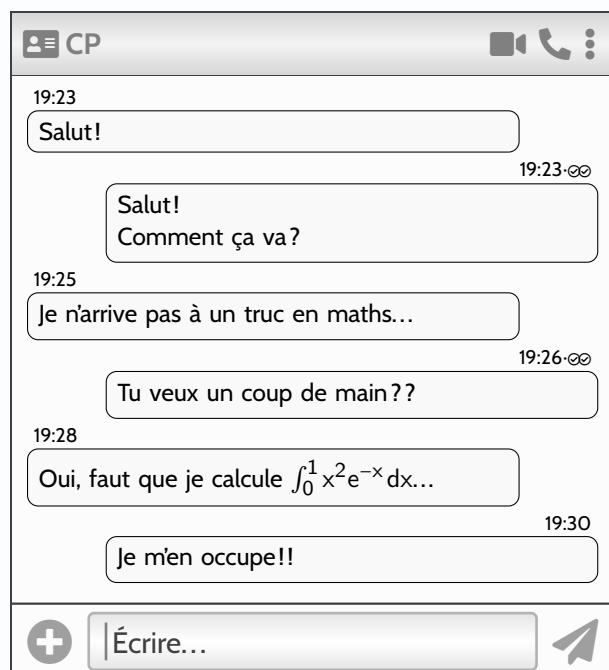 CP
19:23
Salut!
19:23·
Salut!
Comment ça va?
19:25
Je n'arrive pas à un truc en maths…
19:26·
Tu veux un coup de main??
19:28
Oui, faut que je calcule ∫₀¹ x²e⁻ˣ dx…
19:30
Je m'en occupe!!
Écrire…